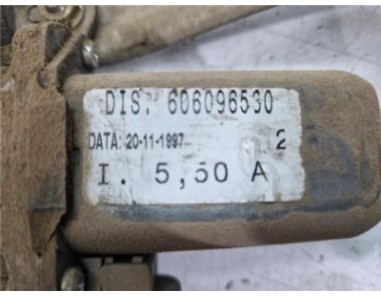 DIS. 606096530
DATA: 20-11-1997 2
I. 5,50 A